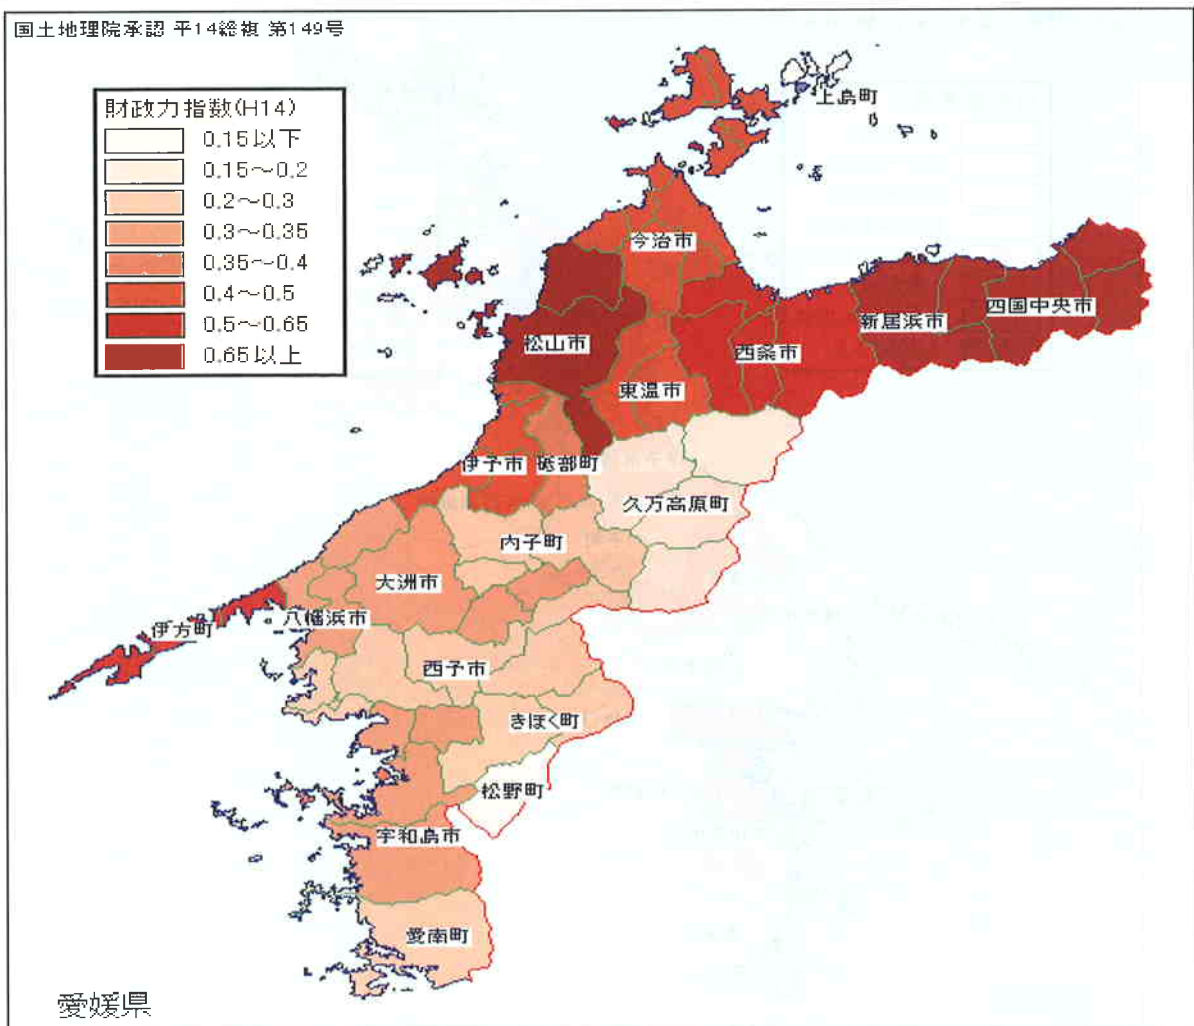 国土地理院承認 平14総複 第149号
財政力指数(H14)
0.15以下
0.15～0.2
0.2～0.3
0.3～0.35
0.35～0.4
0.4～0.5
0.5～0.65
0.65以上
上島町
今治市
四国中央市
新居浜市
松山市
西条市
東温市
伊予市
砥部町
久万高原町
内子町
大洲市
八幡浜市
伊方町
西予市
きほく町
松野町
宇和島市
愛南町
愛媛県